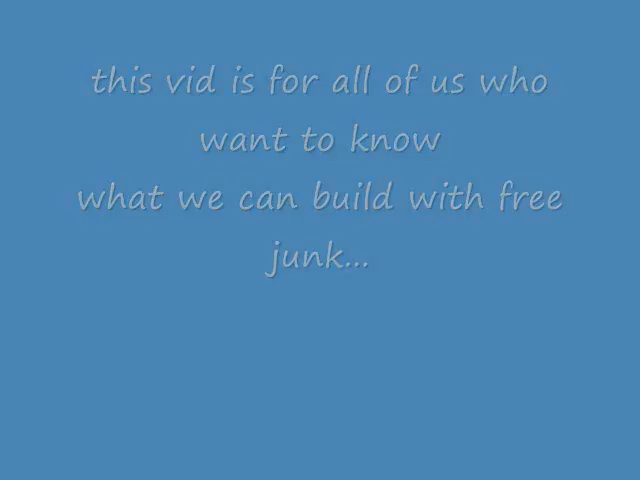 this vid is for all of us who
want to know
what we can build with free
junk...